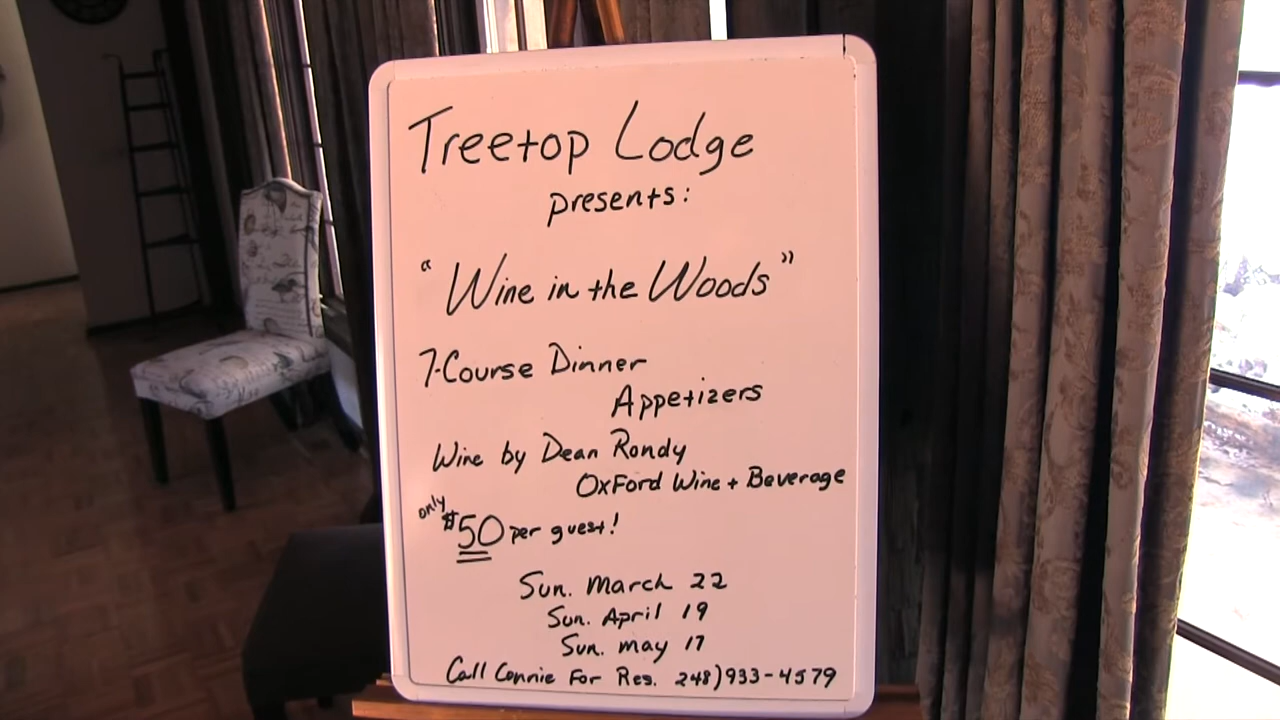 Treetop Lodge
presents:
"Wine in the Woods"
7-Course Dinner
Appetizers
Wine by Dean Rondy
OxFord Wine + Beverage
only $50 per guest!
Sun. March 22
Sun. April 19
Sun. may 17
Call Connie For Res. 248)933-4579